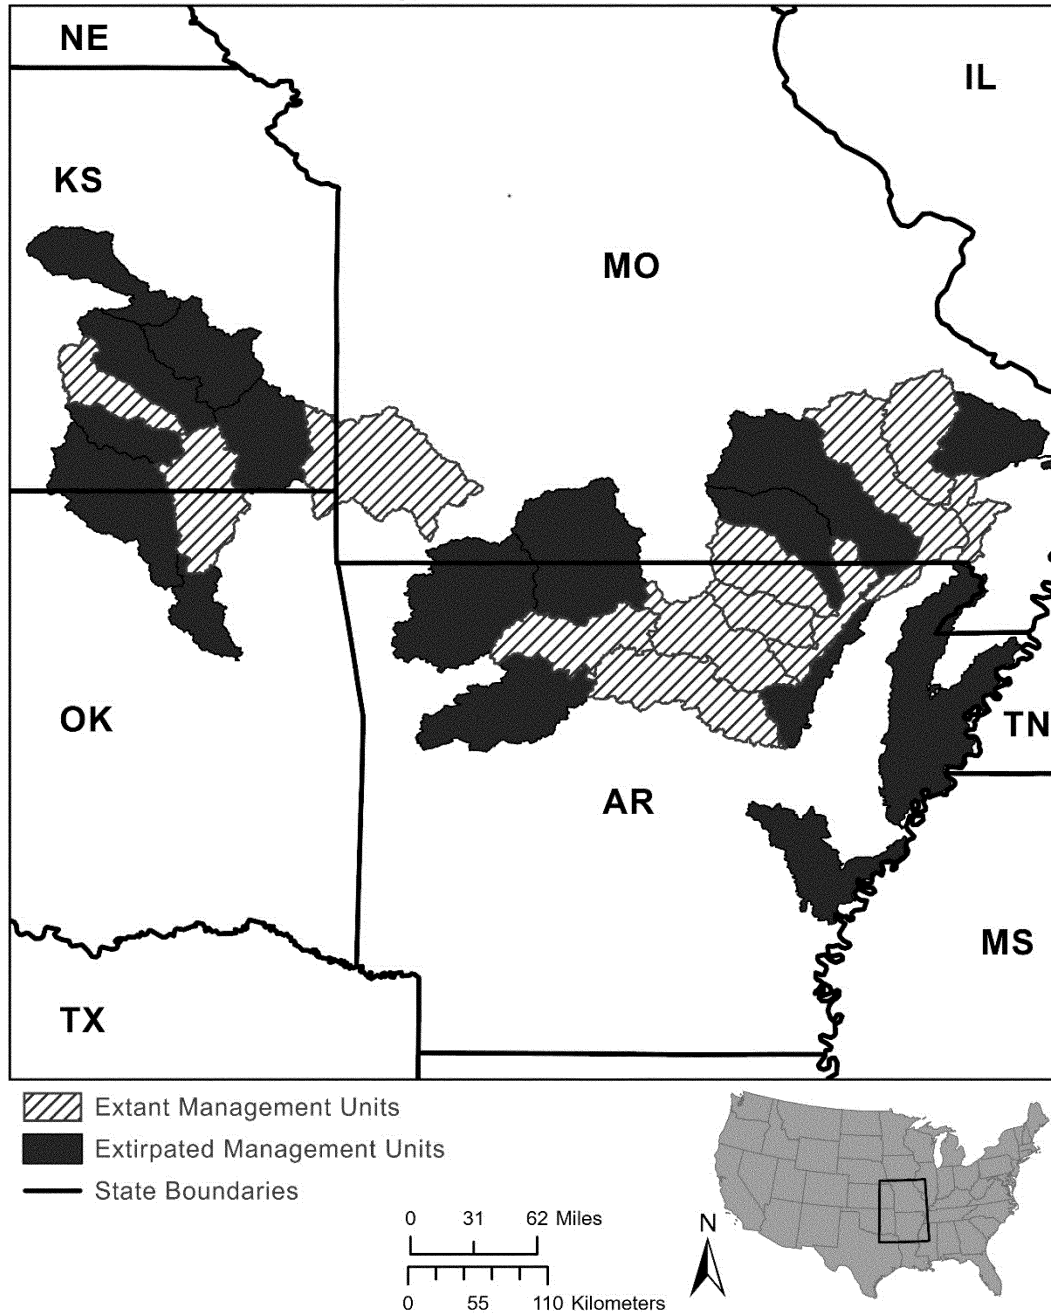 NE
IL
KS
MO
OK
TN
AR
MS
TX
Extant Management Units
Extirpated Management Units
State Boundaries
0 31 62 Miles
0 55 110 Kilometers
N